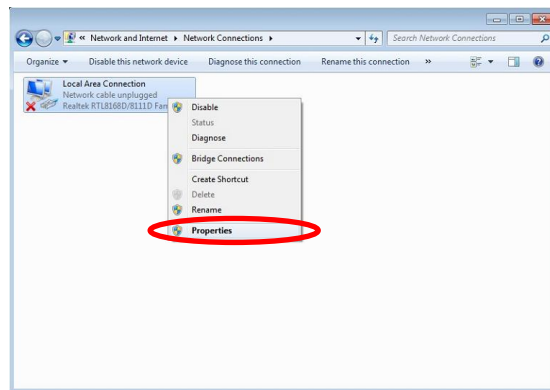 « Network and Internet ▸ Network Connections ▸ Search Network Connections
Organize ▾ Disable this network device Diagnose this connection Rename this connection »
Local Area Connection
Network cable unplugged
Realtek RTL8168D/8111D Fam
Disable
Status
Diagnose
Bridge Connections
Create Shortcut
Delete
Rename
Properties